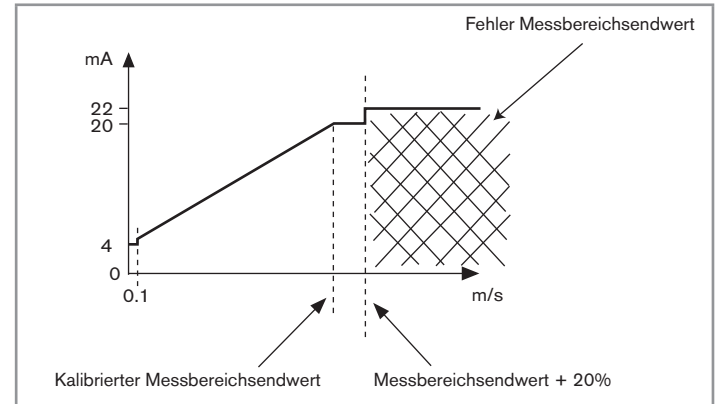 Fehler Messbereichsendwert
mA
22
20
4
0
0.1
m/s
Kalibrierter Messbereichsendwert
Messbereichsendwert + 20%